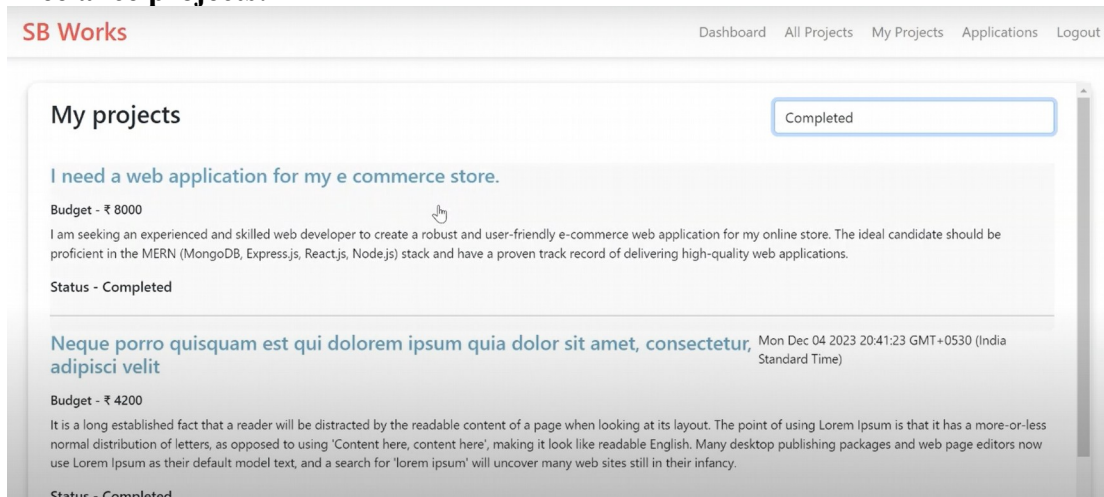 SB Works
Dashboard All Projects My Projects Applications Logout
My projects
Completed
I need a web application for my e commerce store.
Budget - ₹ 8000
I am seeking an experienced and skilled web developer to create a robust and user-friendly e-commerce web application for my online store. The ideal candidate should be
proficient in the MERN (MongoDB, Express.js, React.js, Node.js) stack and have a proven track record of delivering high-quality web applications.
Status - Completed
Neque porro quisquam est qui dolorem ipsum quia dolor sit amet, consectetur,
adipisci velit
Mon Dec 04 2023 20:41:23 GMT+0530 (India
Standard Time)
Budget - ₹ 4200
It is a long established fact that a reader will be distracted by the readable content of a page when looking at its layout. The point of using Lorem Ipsum is that it has a more-or-less
normal distribution of letters, as opposed to using 'Content here, content here', making it look like readable English. Many desktop publishing packages and web page editors now
use Lorem Ipsum as their default model text, and a search for 'lorem ipsum' will uncover many web sites still in their infancy.
Status - Completed